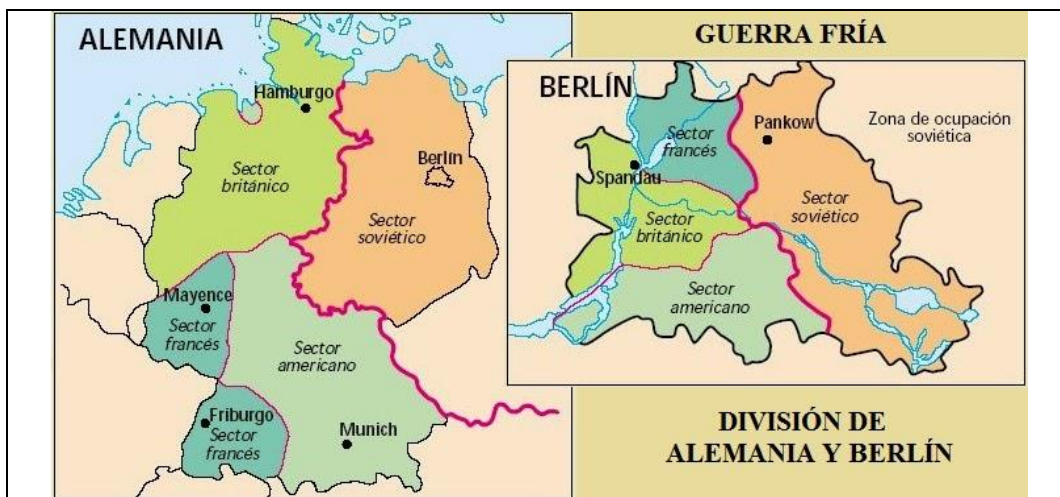 ALEMANIA
Hamburgo
Berlín
Sector
británico
Sector
soviético
Mayence
Sector
francés
Sector
americano
Friburgo
Sector
francés
Munich
GUERRA FRÍA
BERLÍN
Sector
francés
Pankow
Zona de ocupación
soviética
Spandau
Sector
británico
Sector
soviético
Sector
americano
DIVISIÓN DE
ALEMANIA Y BERLÍN